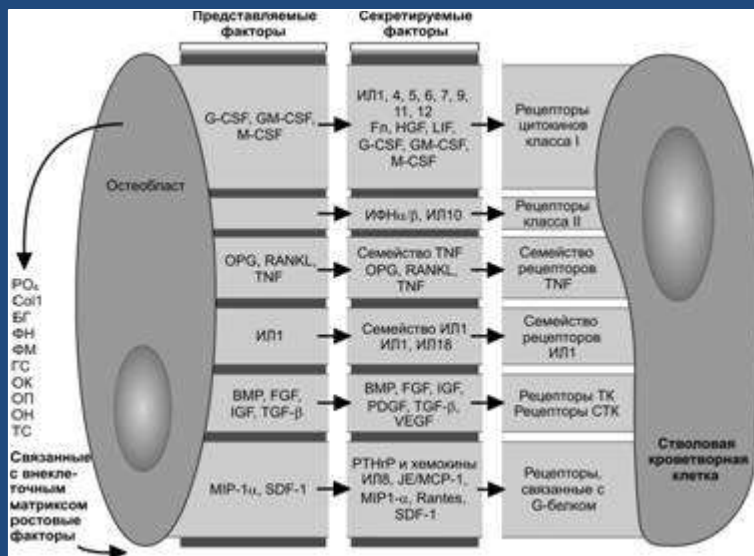 Представляемые
факторы
Секретируемые
факторы
Остеобласт
G-CSF, GM-CSF,
M-CSF
ИЛ1, 4, 5, 6, 7, 9,
11, 12
Fn, HGF, LIF,
G-CSF, GM-CSF,
M-CSF
Рецепторы
цитокинов
класса I
ИФНα/β, ИЛ10
Рецепторы
класса II
OPG, RANKL,
TNF
Семейство TNF
OPG, RANKL,
TNF
Семейство
рецепторов
TNF
ИЛ1
Семейство ИЛ1
ИЛ1, ИЛ18
Семейство
рецепторов
ИЛ1
BMP, FGF,
IGF, TGF-β
BMP, FGF, IGF,
PDGF, TGF-β,
VEGF
Рецепторы ТК
Рецепторы СТК
MIP-1α, SDF-1
PTHrP и хемокины
ИЛ8, JE/MCP-1,
MIP1-α, Rantes,
SDF-1
Рецепторы,
связанные с
G-белком
Стволовая
кроветворная
клетка
PO₄
Col1
БГ
ФН
ФМ
ГС
ОК
ОП
ОН
ТС
Связанные
с внекле-
точным
матриксом
ростовые
факторы